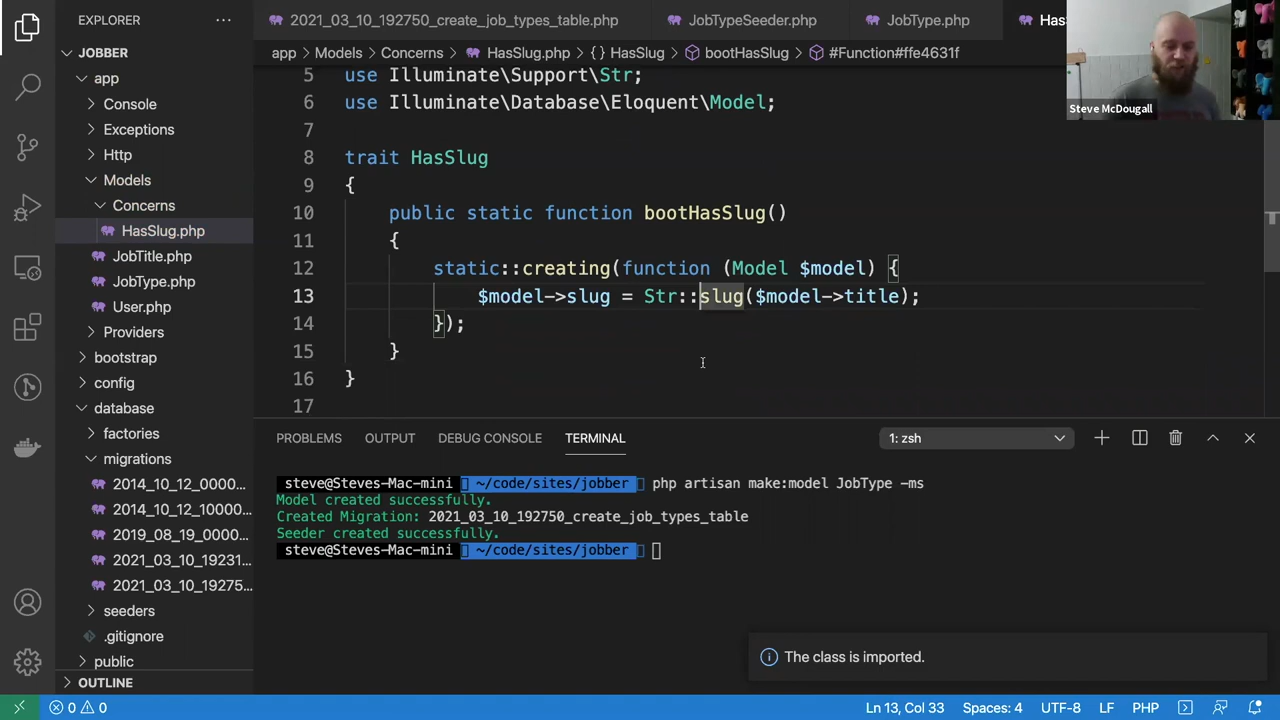 EXPLORER
···
2021_03_10_192750_create_job_types_table.php
JobTypeSeeder.php
JobType.php
Has
JOBBER
app > Models > Concerns > HasSlug.php > {} HasSlug > bootHasSlug > #Function#ffe4631f
Steve McDougall
app
Console
Exceptions
Http
Models
Concerns
HasSlug.php
JobTitle.php
JobType.php
User.php
Providers
bootstrap
config
database
factories
migrations
2014_10_12_0000...
2014_10_12_1000...
2019_08_19_0000...
2021_03_10_19231...
2021_03_10_19275...
seeders
.gitignore
public
OUTLINE
5 use Illuminate\Support\Str;
6 use Illuminate\Database\Eloquent\Model;
7
8 trait HasSlug
9 {
10 public static function bootHasSlug()
11 {
12 static::creating(function (Model $model) {
13 $model->slug = Str::slug($model->title);
14 });
15 }
16 }
17
PROBLEMS OUTPUT DEBUG CONSOLE TERMINAL
1: zsh
steve@Steves-Mac-mini ~/code/sites/jobber php artisan make:model JobType -ms
Model created successfully.
Created Migration: 2021_03_10_192750_create_job_types_table
Seeder created successfully.
steve@Steves-Mac-mini ~/code/sites/jobber
The class is imported.
0 0
Ln 13, Col 33 Spaces: 4 UTF-8 LF PHP